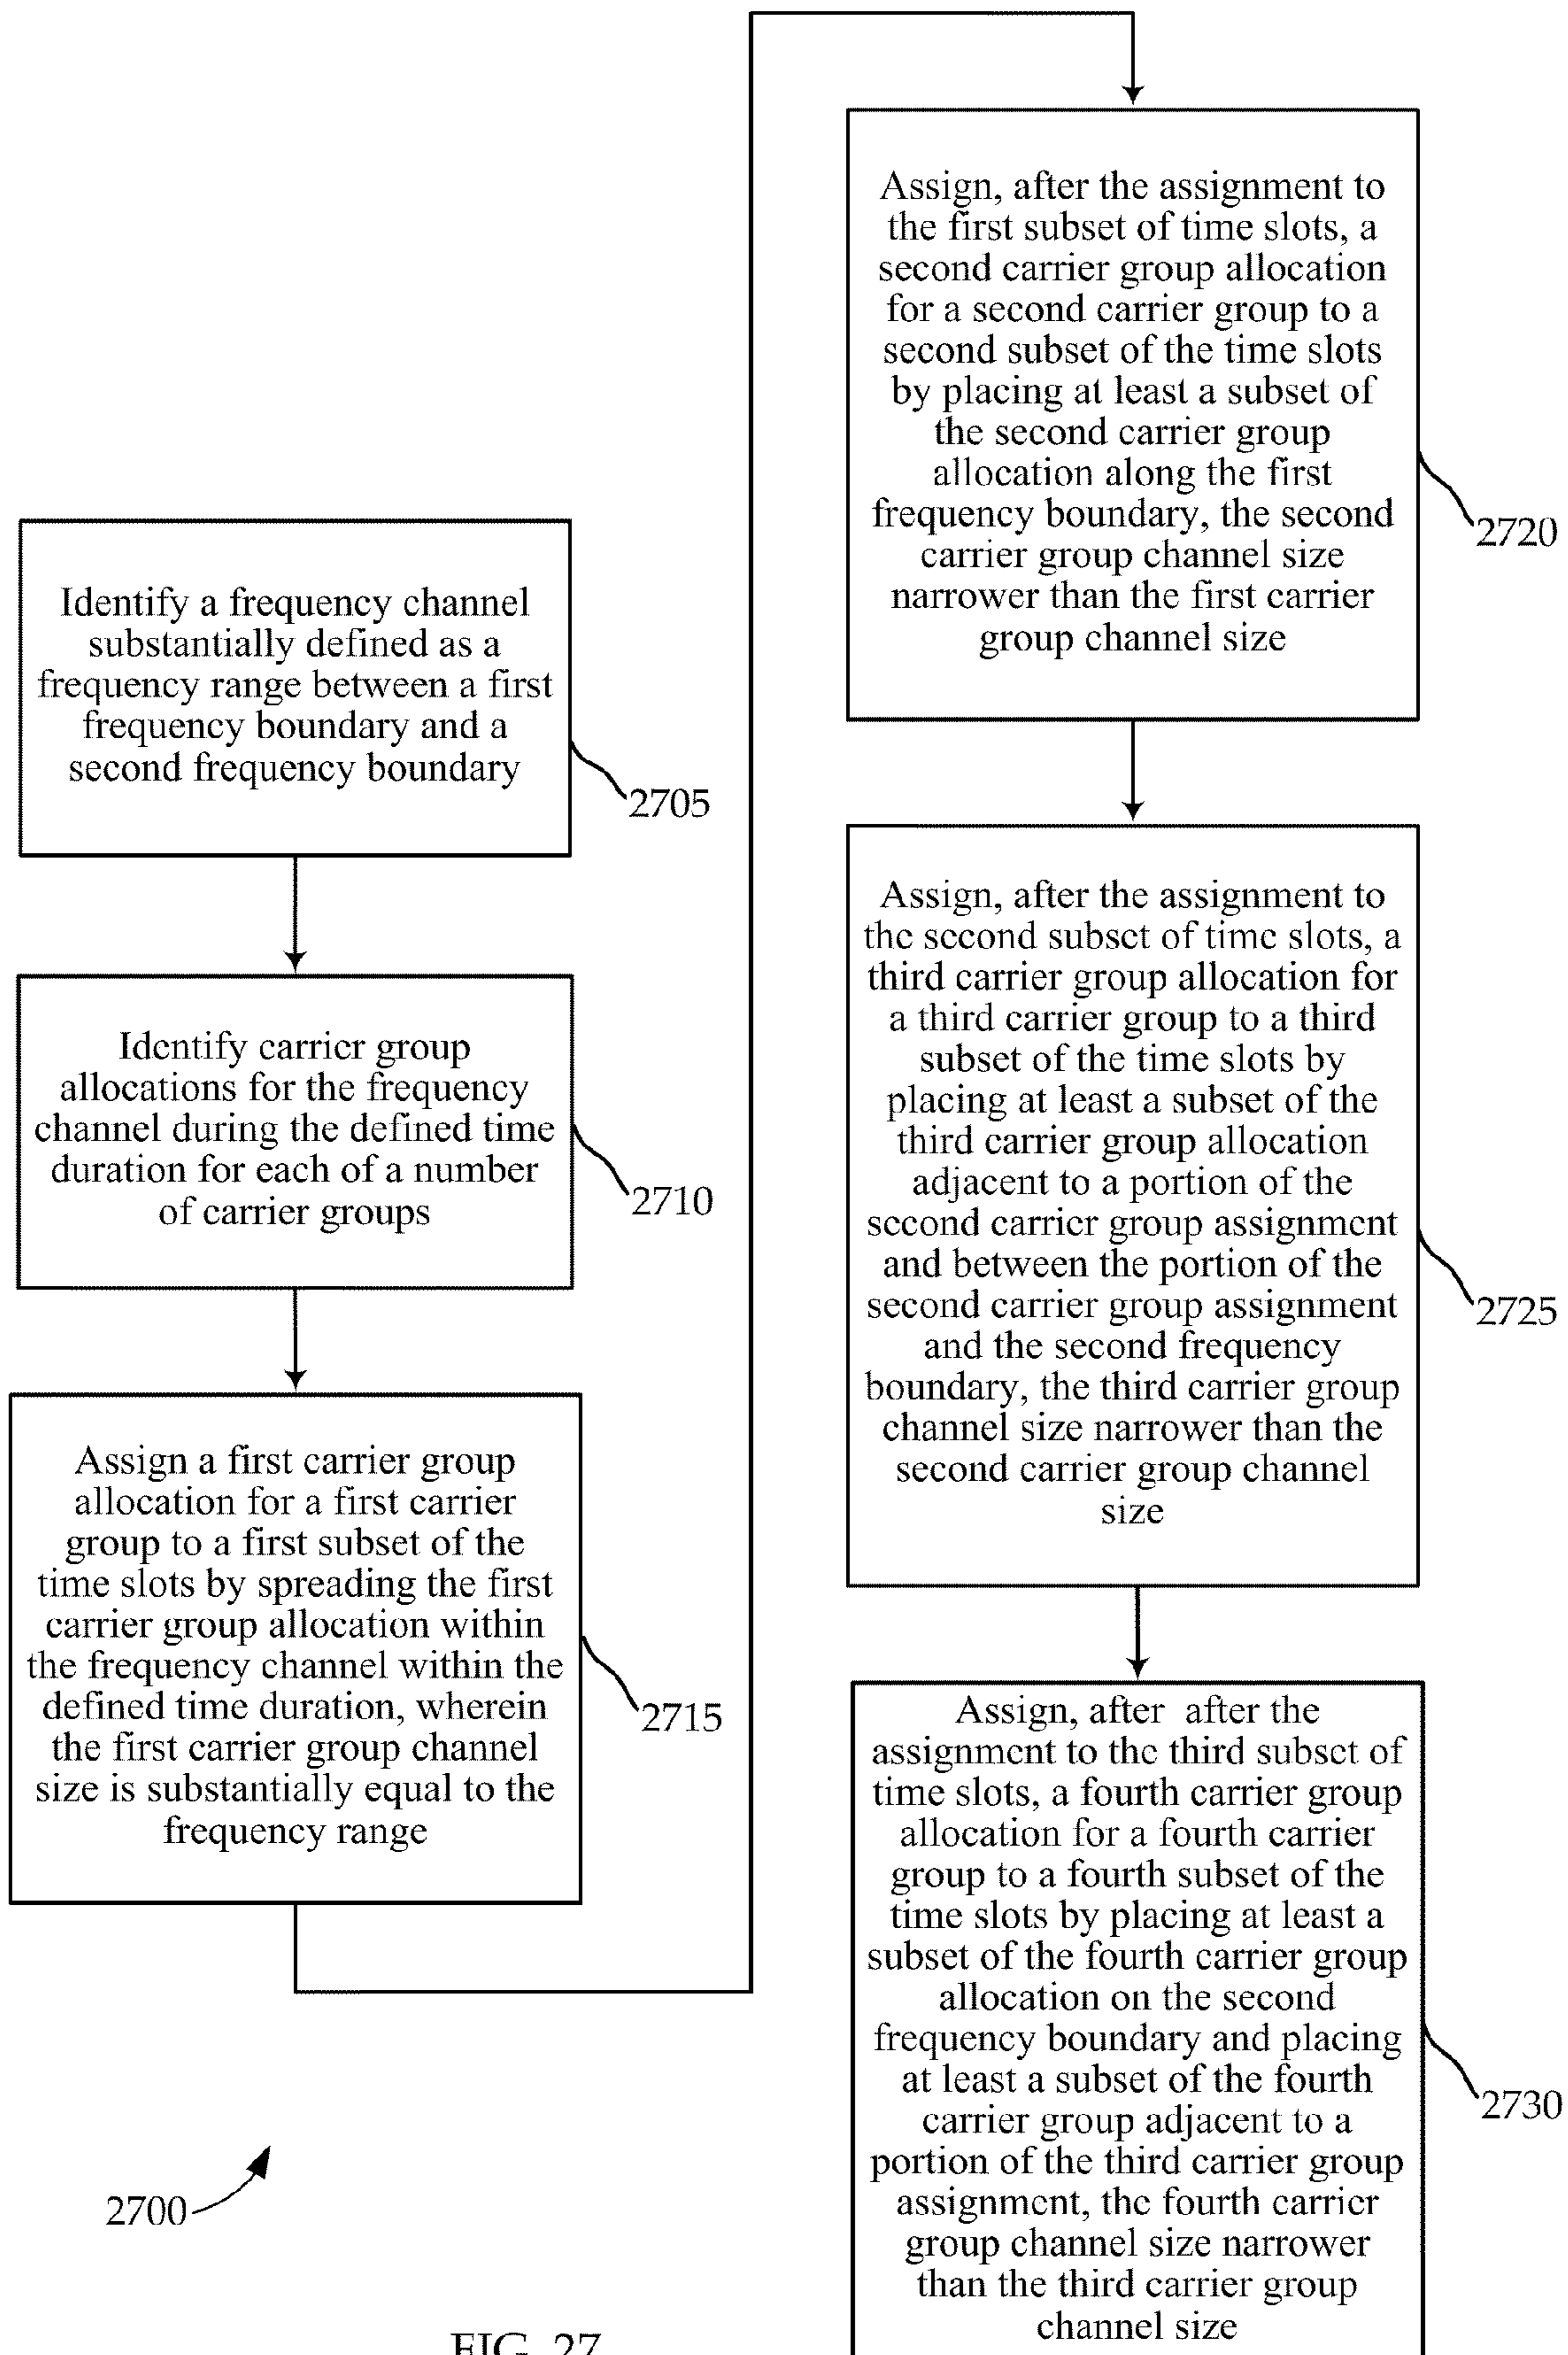 Identify a frequency channel
substantially defined as a
frequency range between a first
frequency boundary and a
second frequency boundary
2705
Identify carrier group
allocations for the frequency
channel during the defined time
duration for each of a number
of carrier groups
2710
Assign a first carrier group
allocation for a first carrier
group to a first subset of the
time slots by spreading the first
carrier group allocation within
the frequency channel within the
defined time duration, wherein
the first carrier group channel
size is substantially equal to the
frequency range
2715
Assign, after the assignment to
the first subset of time slots, a
second carrier group allocation
for a second carrier group to a
second subset of the time slots
by placing at least a subset of
the second carrier group
allocation along the first
frequency boundary, the second
carrier group channel size
narrower than the first carrier
group channel size
2720
Assign, after the assignment to
the second subset of time slots, a
third carrier group allocation for
a third carrier group to a third
subset of the time slots by
placing at least a subset of the
third carrier group allocation
adjacent to a portion of the
second carrier group assignment
and between the portion of the
second carrier group assignment
and the second frequency
boundary, the third carrier group
channel size narrower than the
second carrier group channel
size
2725
Assign, after after the
assignment to the third subset of
time slots, a fourth carrier group
allocation for a fourth carrier
group to a fourth subset of the
time slots by placing at least a
subset of the fourth carrier group
allocation on the second
frequency boundary and placing
at least a subset of the fourth
carrier group adjacent to a
portion of the third carrier group
assignment, the fourth carrier
group channel size narrower
than the third carrier group
channel size
2730
2700
FIG. 27